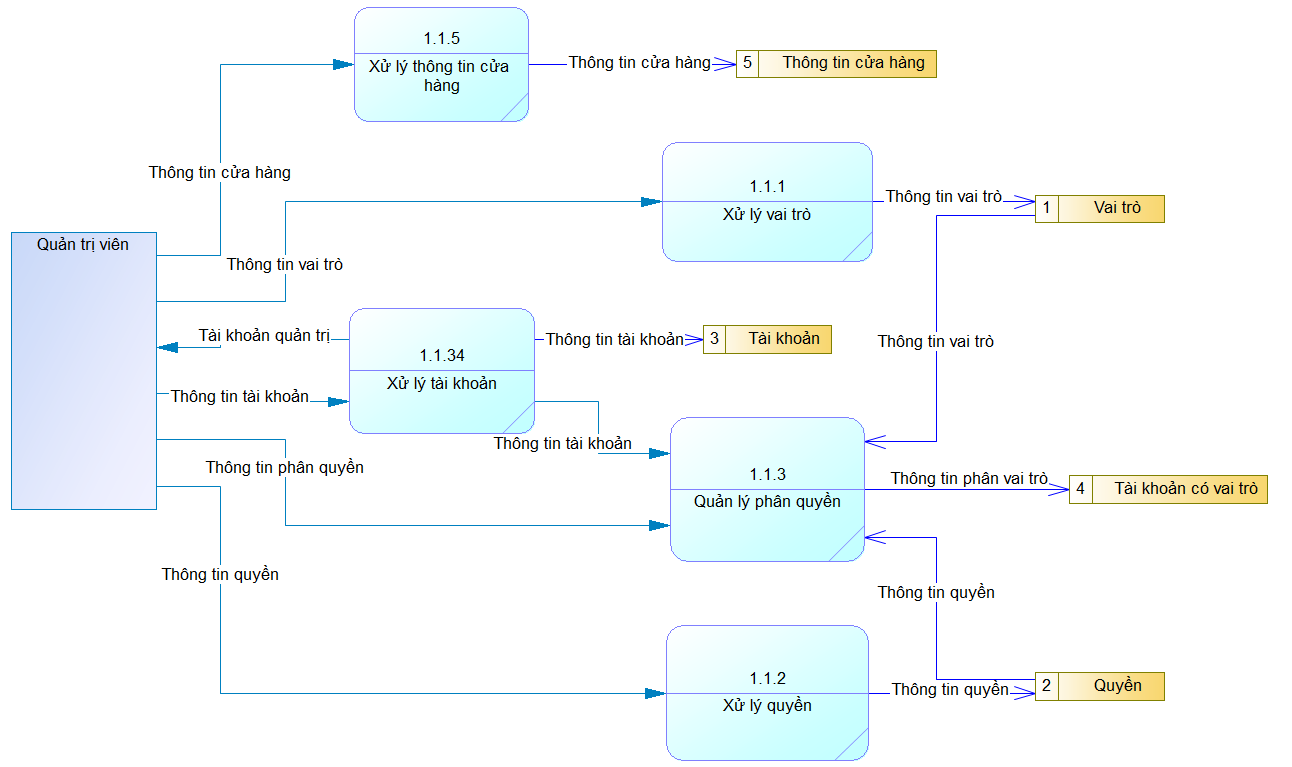 1.1.5
Xử lý thông tin cửa
hàng
Thông tin cửa hàng
5
Thông tin cửa hàng
Thông tin cửa hàng
1.1.1
Xử lý vai trò
Thông tin vai trò
1
Vai trò
Quản trị viên
Thông tin vai trò
Tài khoản quản trị
1.1.34
Xử lý tài khoản
Thông tin tài khoản
3
Tài khoản
Thông tin vai trò
Thông tin tài khoản
Thông tin tài khoản
Thông tin phân quyền
1.1.3
Quản lý phân quyền
Thông tin phân vai trò
4
Tài khoản có vai trò
Thông tin quyền
Thông tin quyền
1.1.2
Xử lý quyền
Thông tin quyền
2
Quyền